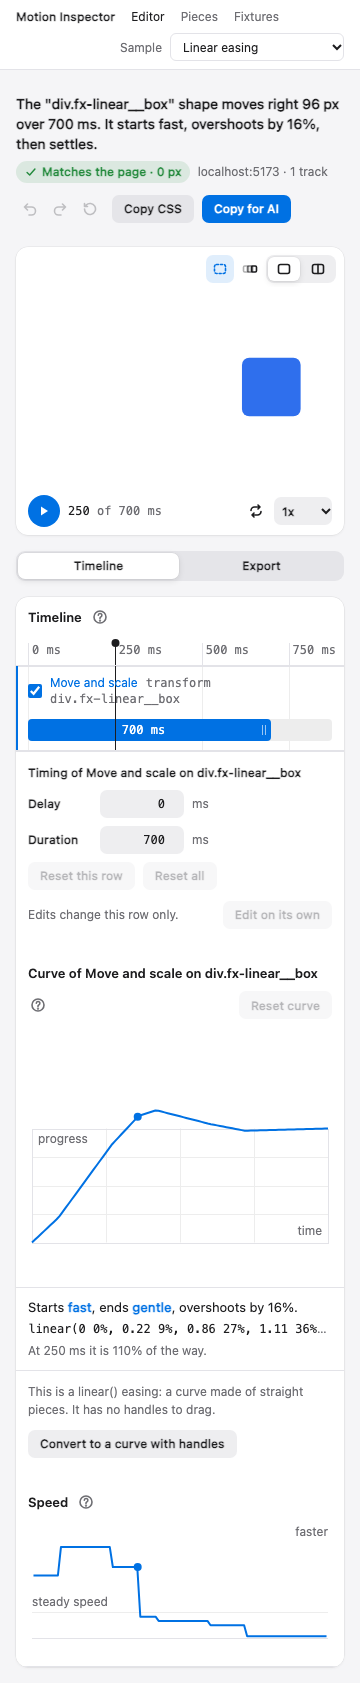 Motion Inspector Editor Pieces Fixtures
Sample Linear easing
The "div.fx-linear__box" shape moves right 96 px
over 700 ms. It starts fast, overshoots by 16%,
then settles.
Matches the page · 0 px localhost:5173 · 1 track
Copy CSS Copy for AI
250 of 700 ms 1x
Timeline Export
Timeline
0 ms 250 ms 500 ms 750 ms
Move and scale transform
div.fx-linear__box
700 ms
Timing of Move and scale on div.fx-linear__box
Delay 0 ms
Duration 700 ms
Reset this row Reset all
Edits change this row only. Edit on its own
Curve of Move and scale on div.fx-linear__box
Reset curve
progress
time
Starts fast, ends gentle, overshoots by 16%.
linear(0 0%, 0.22 9%, 0.86 27%, 1.11 36%…
At 250 ms it is 110% of the way.
This is a linear() easing: a curve made of straight
pieces. It has no handles to drag.
Convert to a curve with handles
Speed
faster
steady speed